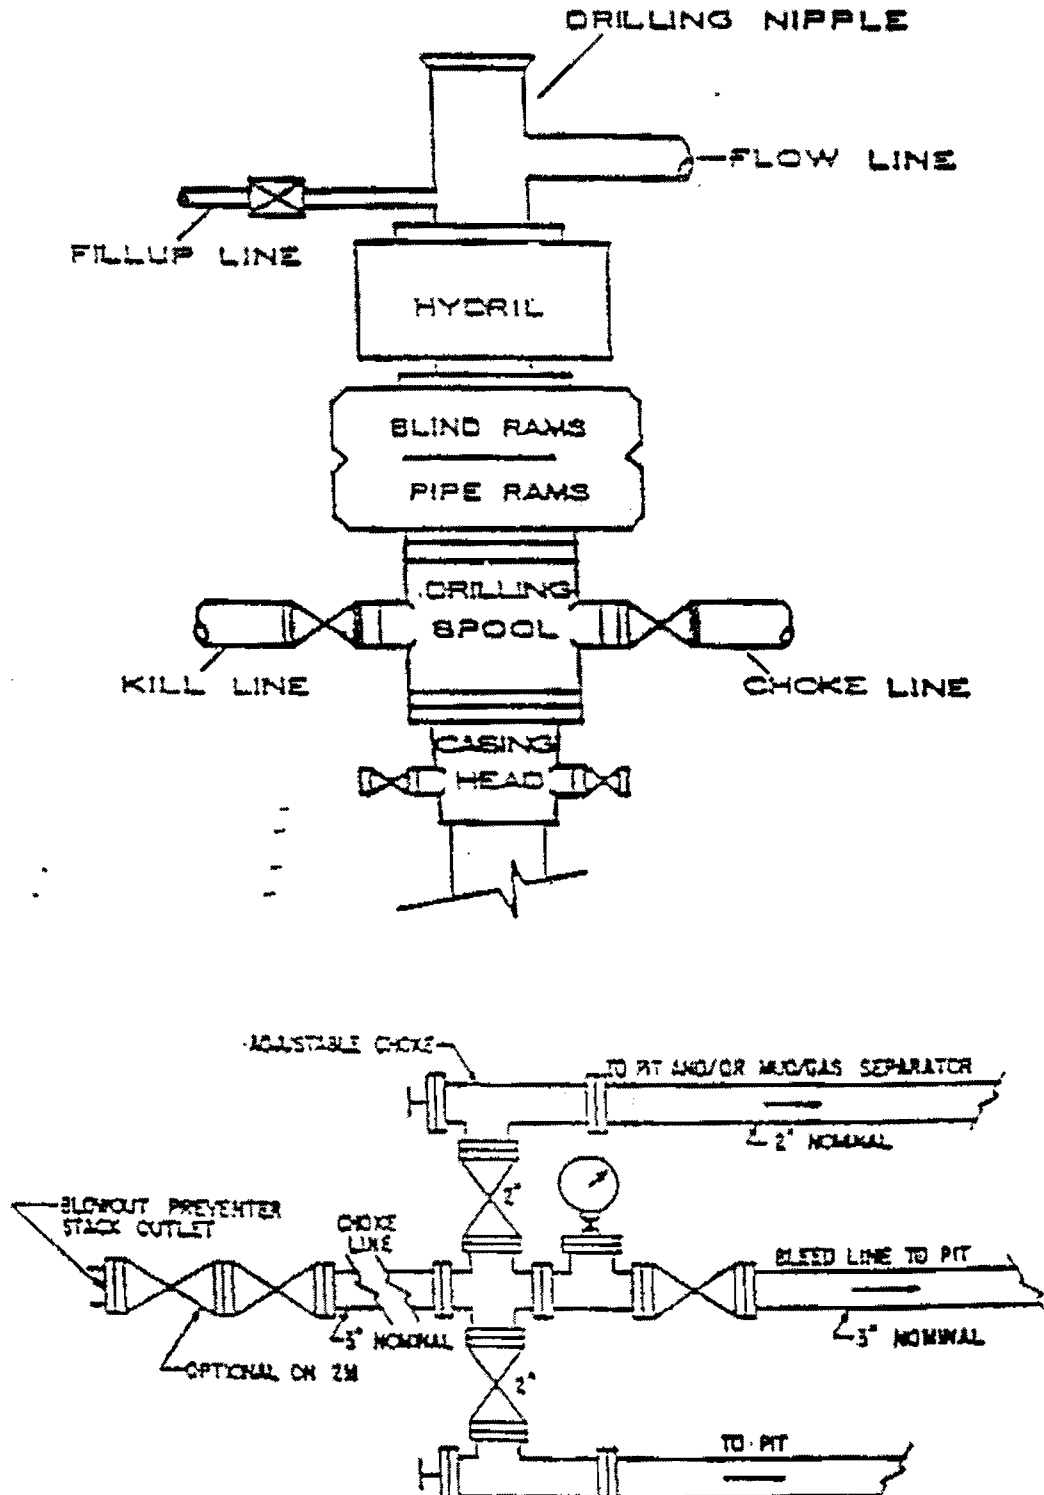 DRILLING NIPPLE
FLOW LINE
FILLUP LINE
HYDRIL
BLIND RAMS
PIPE RAMS
DRILLING
SPOOL
KILL LINE
CHOKE LINE
CASING
HEAD
ADJUSTABLE CHOKE
TO PIT AND/OR MUD/GAS SEPARATOR
2" NOMINAL
2"
BLOWOUT PREVENTER
STACK OUTLET
CHOKE
LINE
BLEED LINE TO PIT
3" NOMINAL
3" NOMINAL
OPTIONAL ON 2M
2"
TO PIT